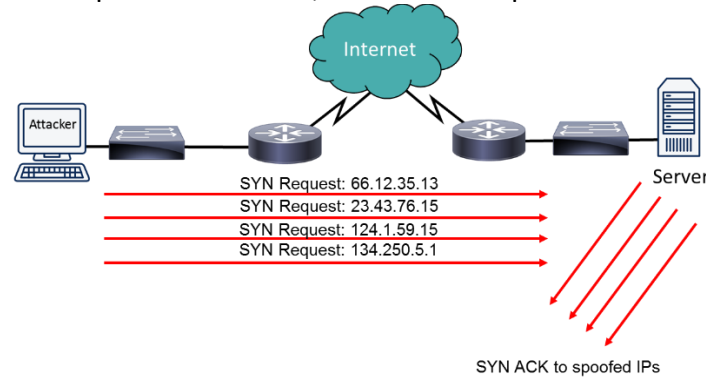 Internet
Attacker
Server
SYN Request: 66.12.35.13
SYN Request: 23.43.76.15
SYN Request: 124.1.59.15
SYN Request: 134.250.5.1
SYN ACK to spoofed IPs